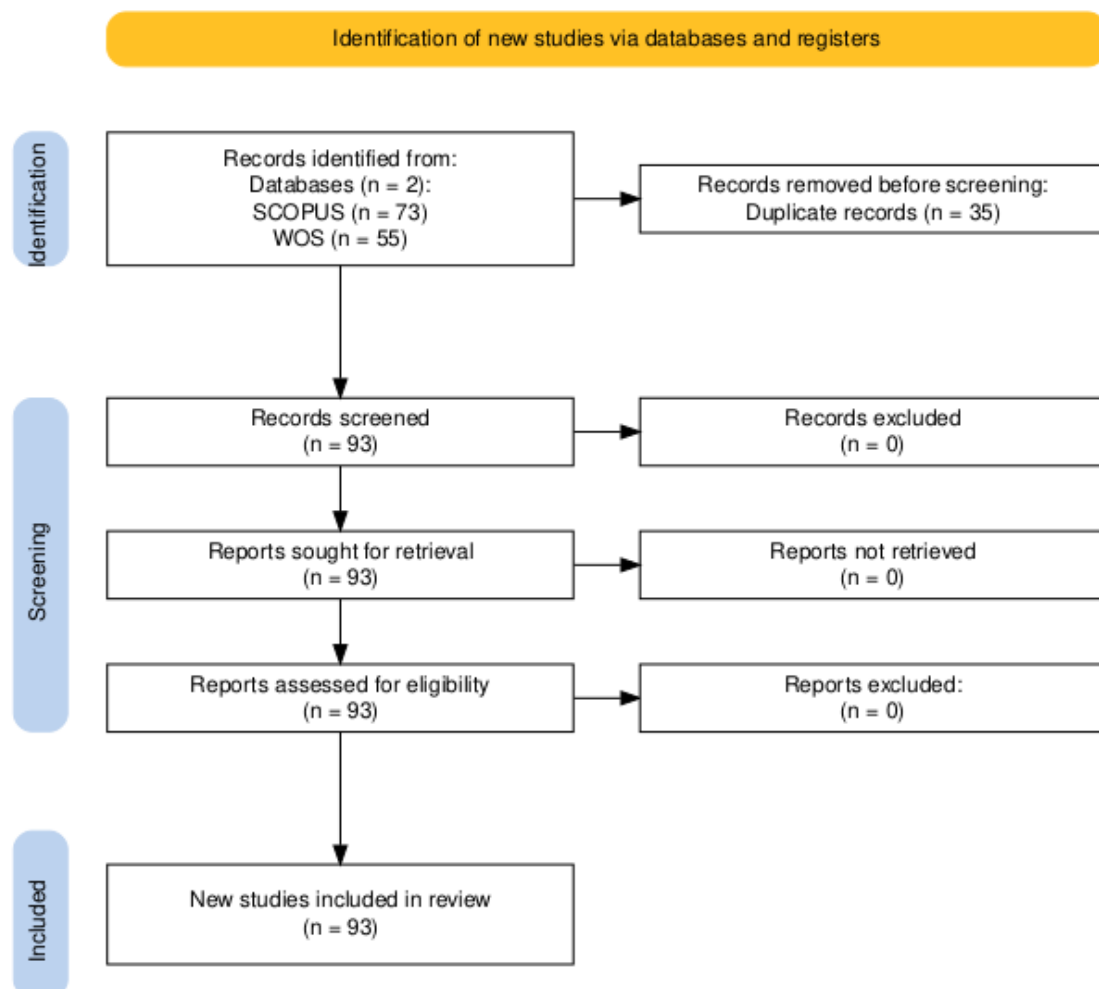 Identification of new studies via databases and registers
Identification
Records identified from:
Databases (n = 2):
SCOPUS (n = 73)
WOS (n = 55)
Records removed before screening:
Duplicate records (n = 35)
Screening
Records screened
(n = 93)
Records excluded
(n = 0)
Reports sought for retrieval
(n = 93)
Reports not retrieved
(n = 0)
Reports assessed for eligibility
(n = 93)
Reports excluded:
(n = 0)
Included
New studies included in review
(n = 93)